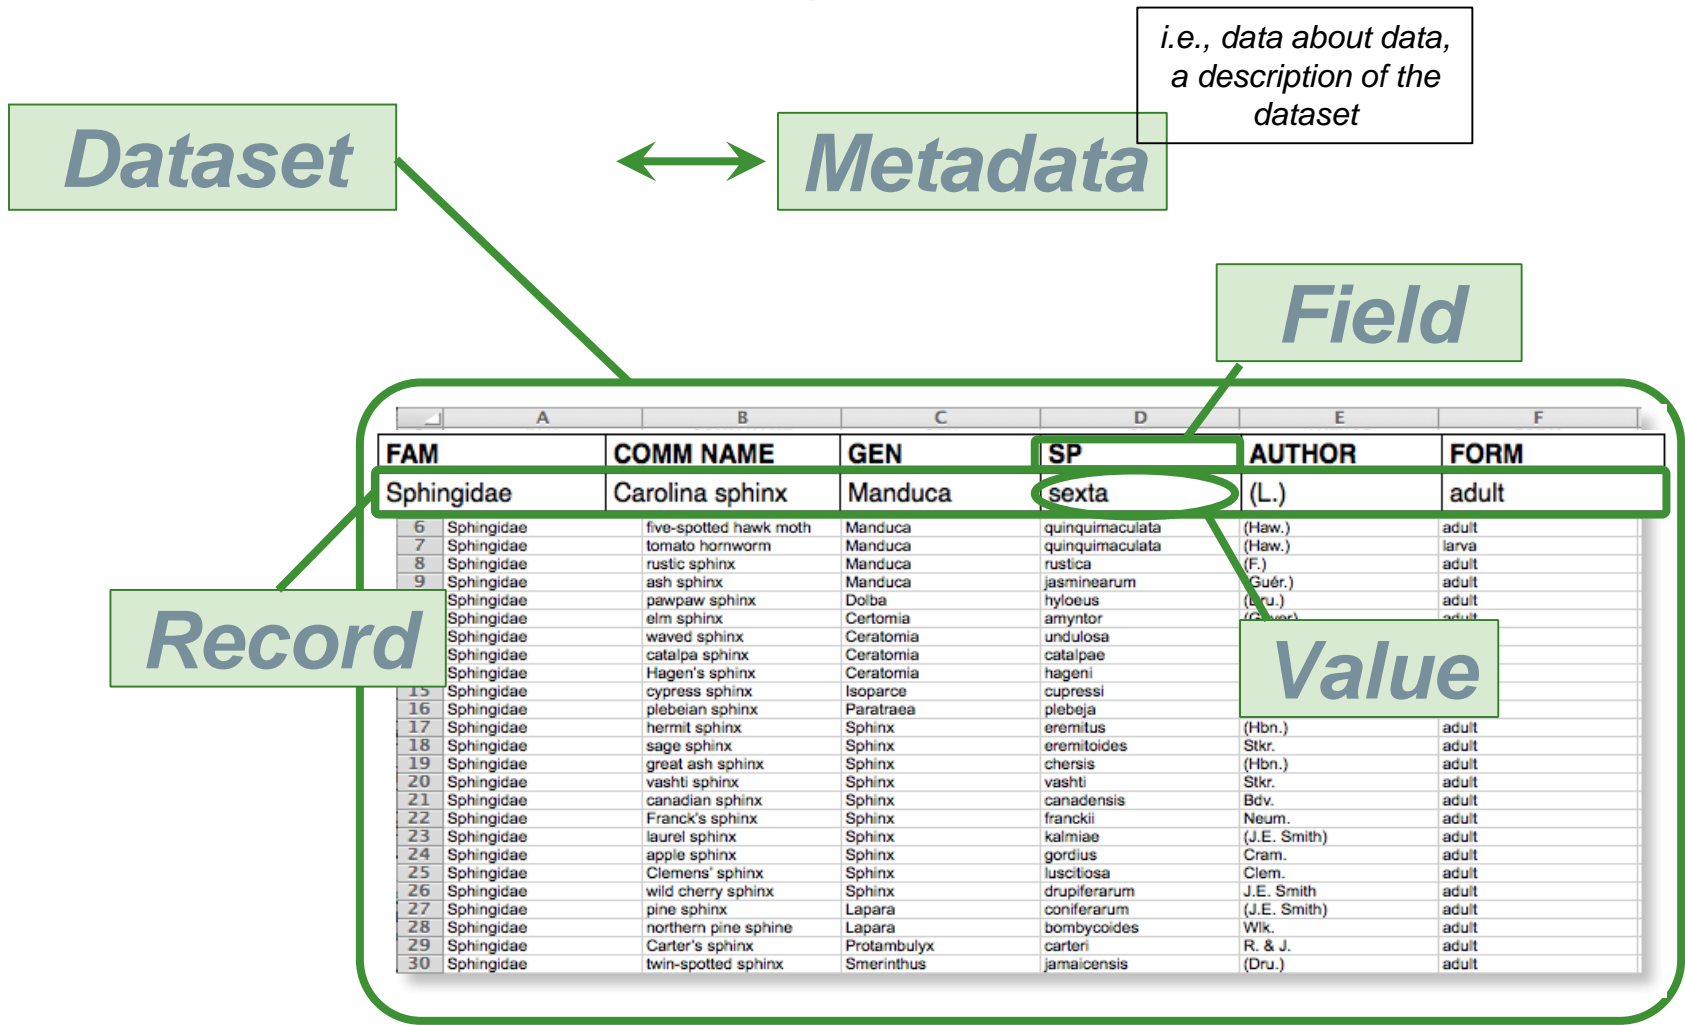 i.e., data about data,
a description of the
dataset
Dataset
Metadata
Field
A B C D E F
FAM COMM NAME GEN SP AUTHOR FORM
Sphingidae Carolina sphinx Manduca sexta (L.) adult
6 Sphingidae five-spotted hawk moth Manduca quinquimaculata (Haw.) adult
7 Sphingidae tomato hornworm Manduca quinquimaculata (Haw.) larva
8 Sphingidae rustic sphinx Manduca rustica (F.) adult
9 Sphingidae ash sphinx Manduca jasminearum (Guér.) adult
Sphingidae pawpaw sphinx Dolba hyloeus (Dru.) adult
Sphingidae elm sphinx Certomia amyntor adult
Sphingidae waved sphinx Ceratomia undulosa
Sphingidae catalpa sphinx Ceratomia catalpae
Sphingidae Hagen's sphinx Ceratomia hageni
15 Sphingidae cypress sphinx Isoparce cupressi
16 Sphingidae plebeian sphinx Paratraea plebeja
17 Sphingidae hermit sphinx Sphinx eremitus (Hbn.) adult
18 Sphingidae sage sphinx Sphinx eremitoides Stkr. adult
19 Sphingidae great ash sphinx Sphinx chersis (Hbn.) adult
20 Sphingidae vashti sphinx Sphinx vashti Stkr. adult
21 Sphingidae canadian sphinx Sphinx canadensis Bdv. adult
22 Sphingidae Franck's sphinx Sphinx franckii Neum. adult
23 Sphingidae laurel sphinx Sphinx kalmiae (J.E. Smith) adult
24 Sphingidae apple sphinx Sphinx gordius Cram. adult
25 Sphingidae Clemens' sphinx Sphinx luscitiosa Clem. adult
26 Sphingidae wild cherry sphinx Sphinx drupiferarum J.E. Smith adult
27 Sphingidae pine sphinx Lapara coniferarum (J.E. Smith) adult
28 Sphingidae northern pine sphine Lapara bombycoides Wlk. adult
29 Sphingidae Carter's sphinx Protambulyx carteri R. & J. adult
30 Sphingidae twin-spotted sphinx Smerinthus jamaicensis (Dru.) adult
Record
Value